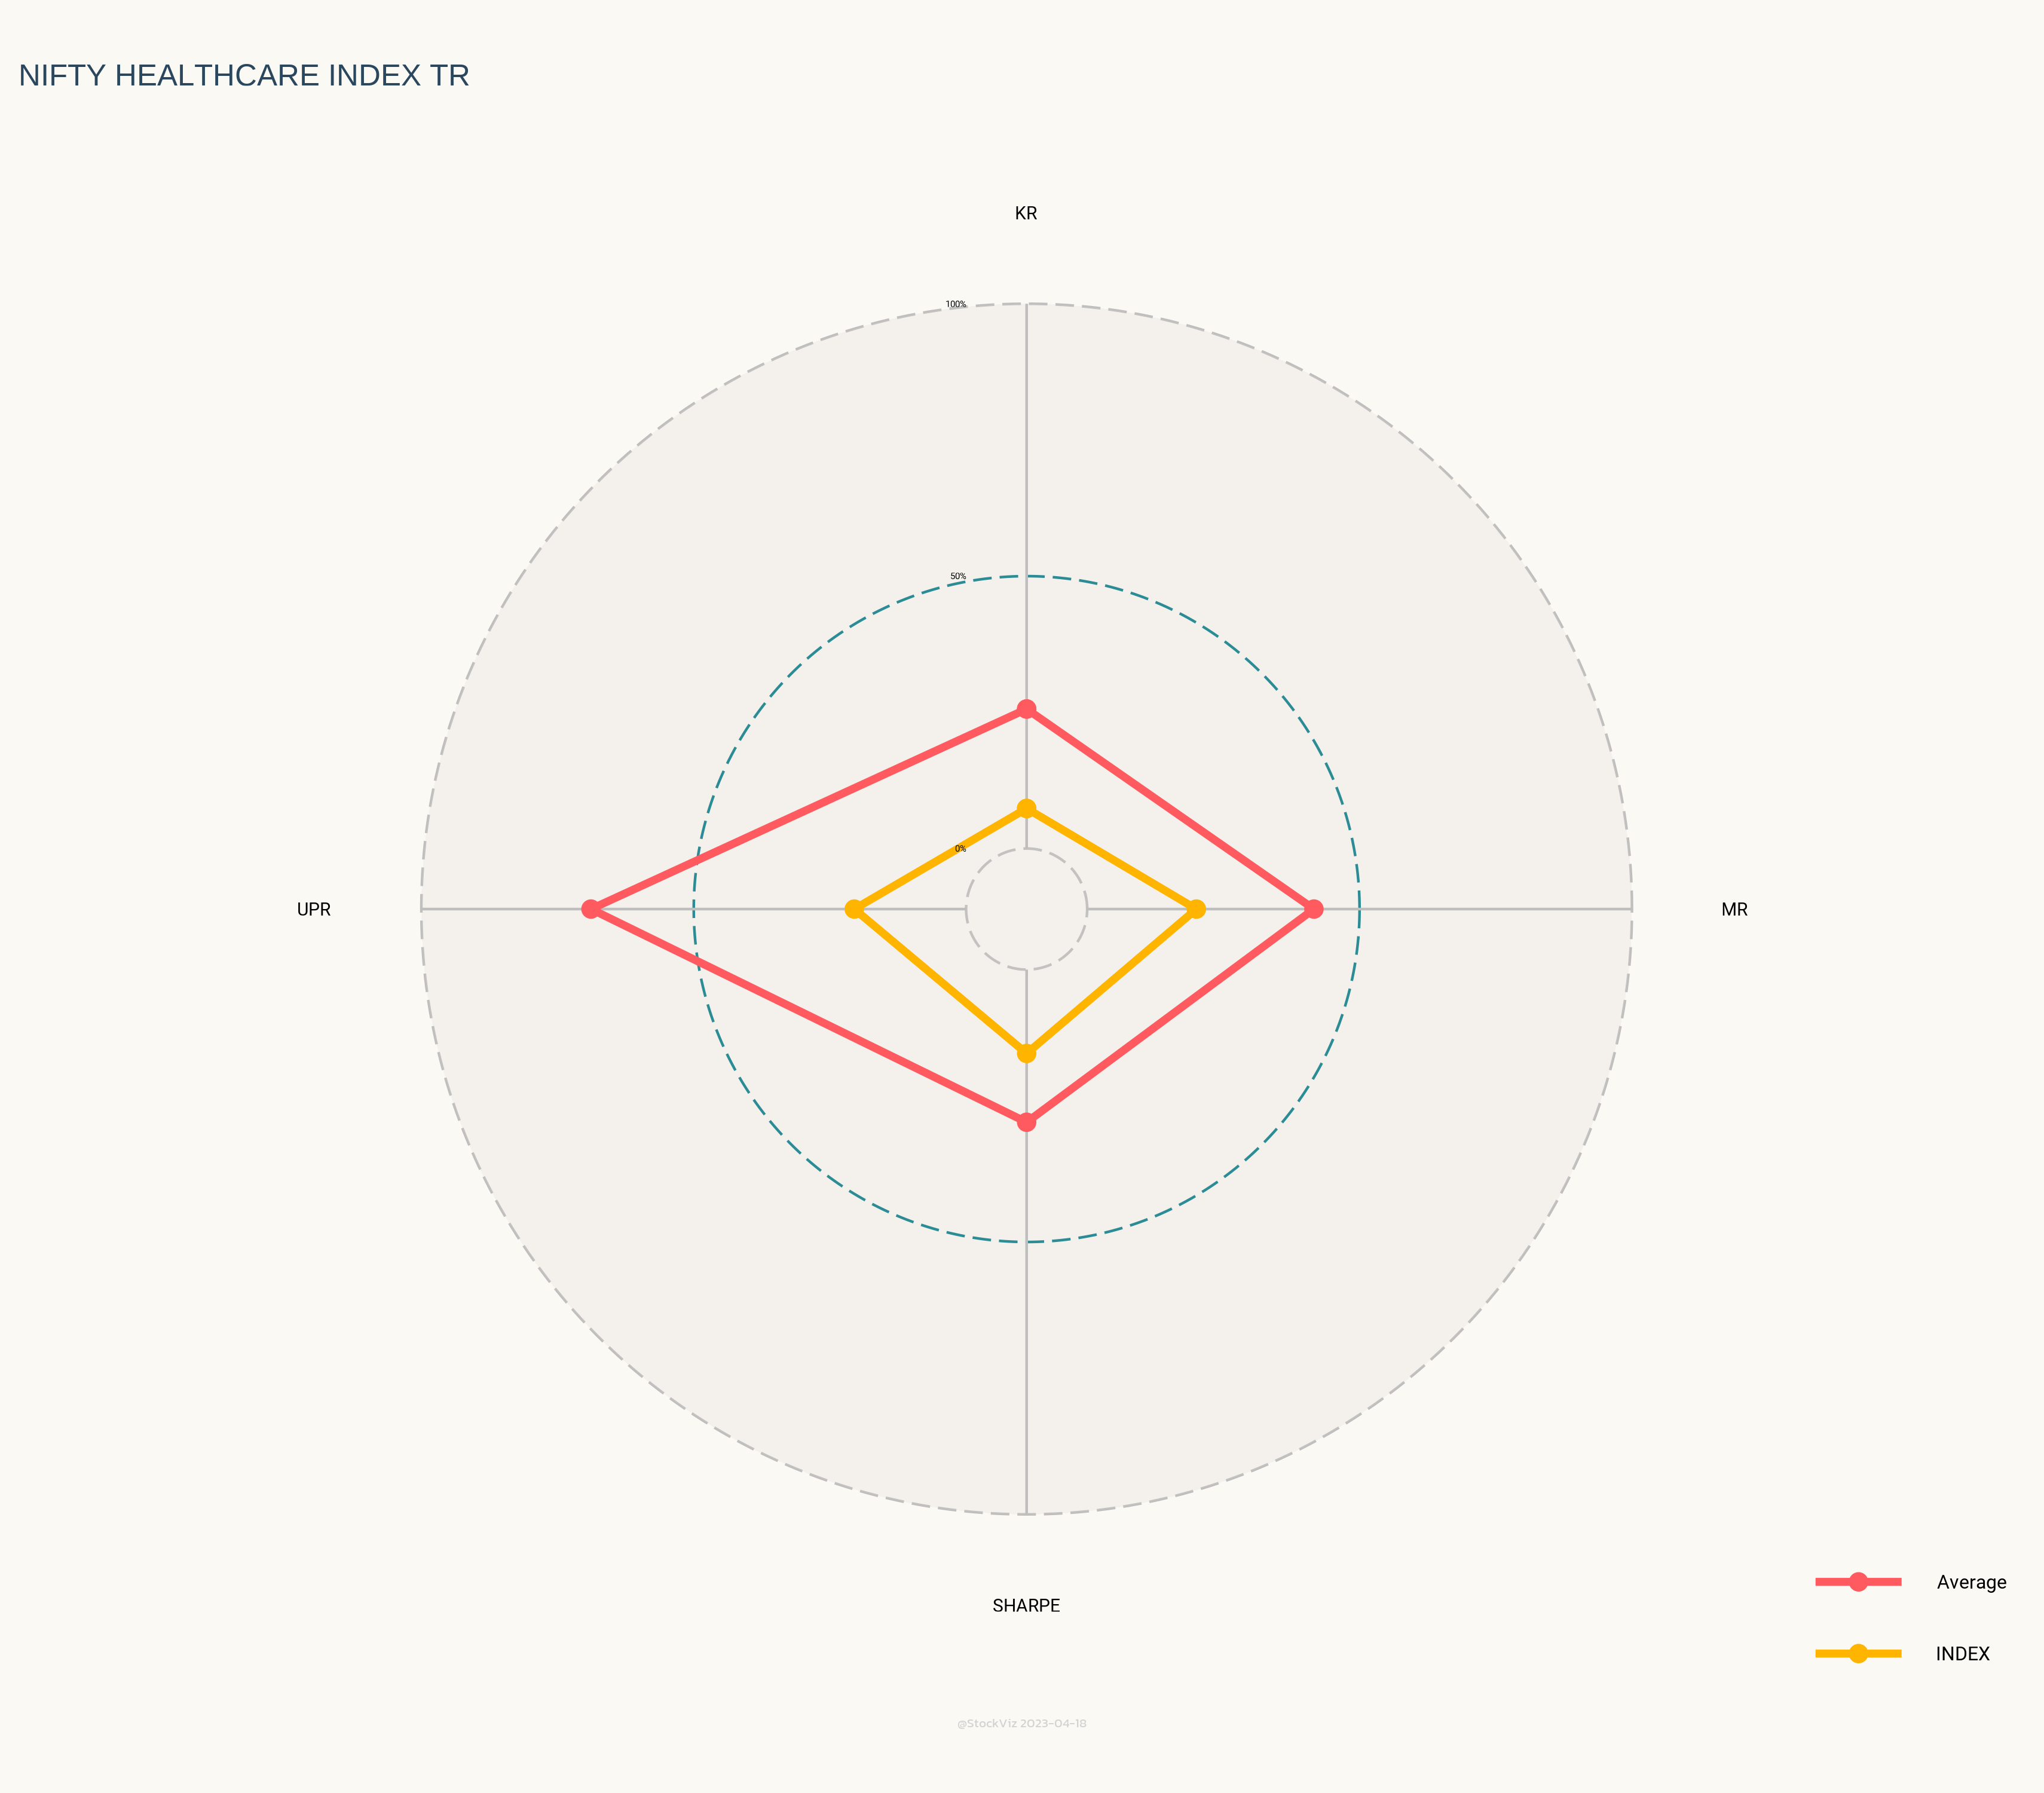 NIFTY HEALTHCARE INDEX TR
KR
100%
50%
0%
UPR
MR
SHARPE
Average
INDEX
@StockViz 2023-04-18